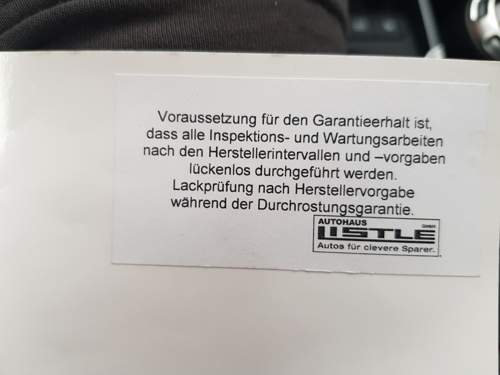 Voraussetzung für den Garantieerhalt ist,
dass alle Inspektions- und Wartungsarbeiten
nach den Herstellerintervallen und –vorgaben
lückenlos durchgeführt werden.
Lackprüfung nach Herstellervorgabe
während der Durchrostungsgarantie.
AUTOHAUS
LISTLE GMBH
Autos für clevere Sparer.